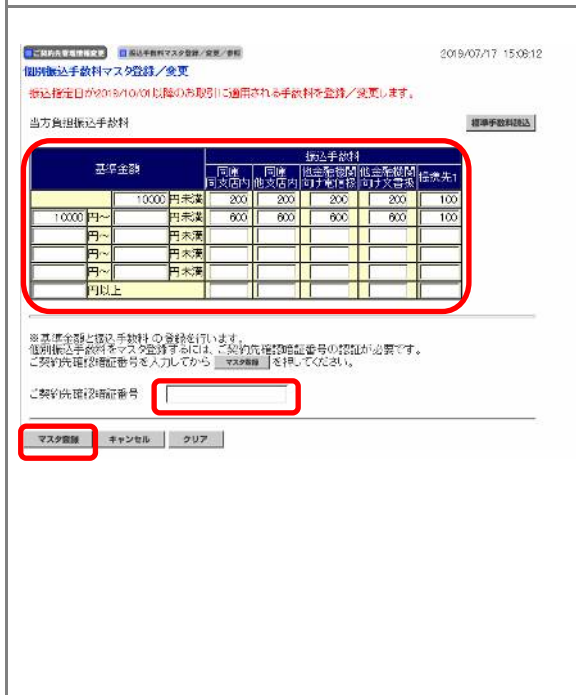 ご契約先管理情報変更 振込手数料マスタ登録/変更/参照 2019/07/17 15:09:12
個別振込手数料マスタ登録/変更
振込指定日が2019/10/01以降のお取引に適用される手数料を登録/変更します。
当方負担振込手数料 標準手数料読込
基準金額 振込手数料
同庫同支店内 同庫他支店内 他金融機関向け電信扱 他金融機関向け文書扱 提携先1
10000 円未満 200 200 200 200 100
10000 円~ 円未満 600 600 600 600 100
円~ 円未満
円~ 円未満
円~ 円未満
円以上
※基準金額と振込手数料の登録を行います。
個別振込手数料をマスタ登録するには、ご契約先確認暗証番号の認証が必要です。
ご契約先確認暗証番号を入力してから マスタ登録 を押してください。
ご契約先確認暗証番号
マスタ登録 キャンセル クリア